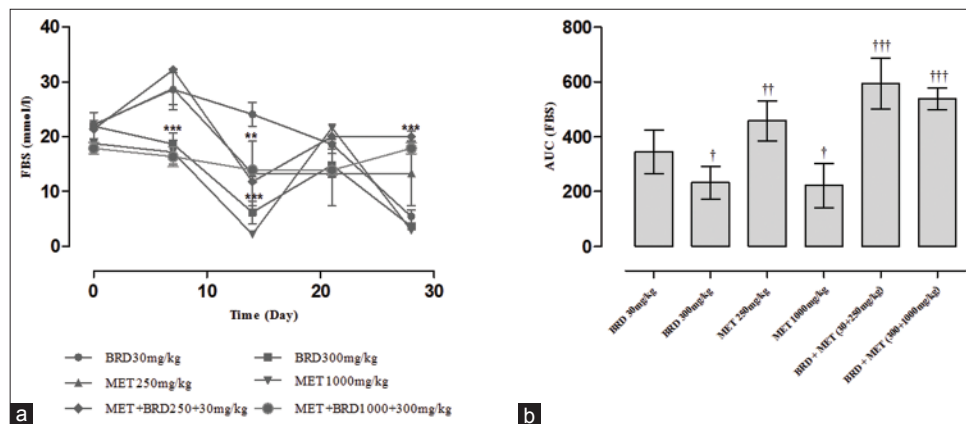 40
30
20
10
0
FBS (mmol/l)
***
**
***
***
0 10 20 30
Time (Day)
BRD30mg/kg BRD300mg/kg
MET250mg/kg MET1000mg/kg
MET+BRD250+30mg/kg MET+BRD1000+300mg/kg
a
800
600
400
200
0
AUC (FBS)
†
††
†
†††
†††
BRD 30mg/kg
BRD 300mg/kg
MET 250mg/kg
MET 1000mg/kg
BRD + MET (30+250mg/kg)
BRD + MET (300+1000mg/kg)
b